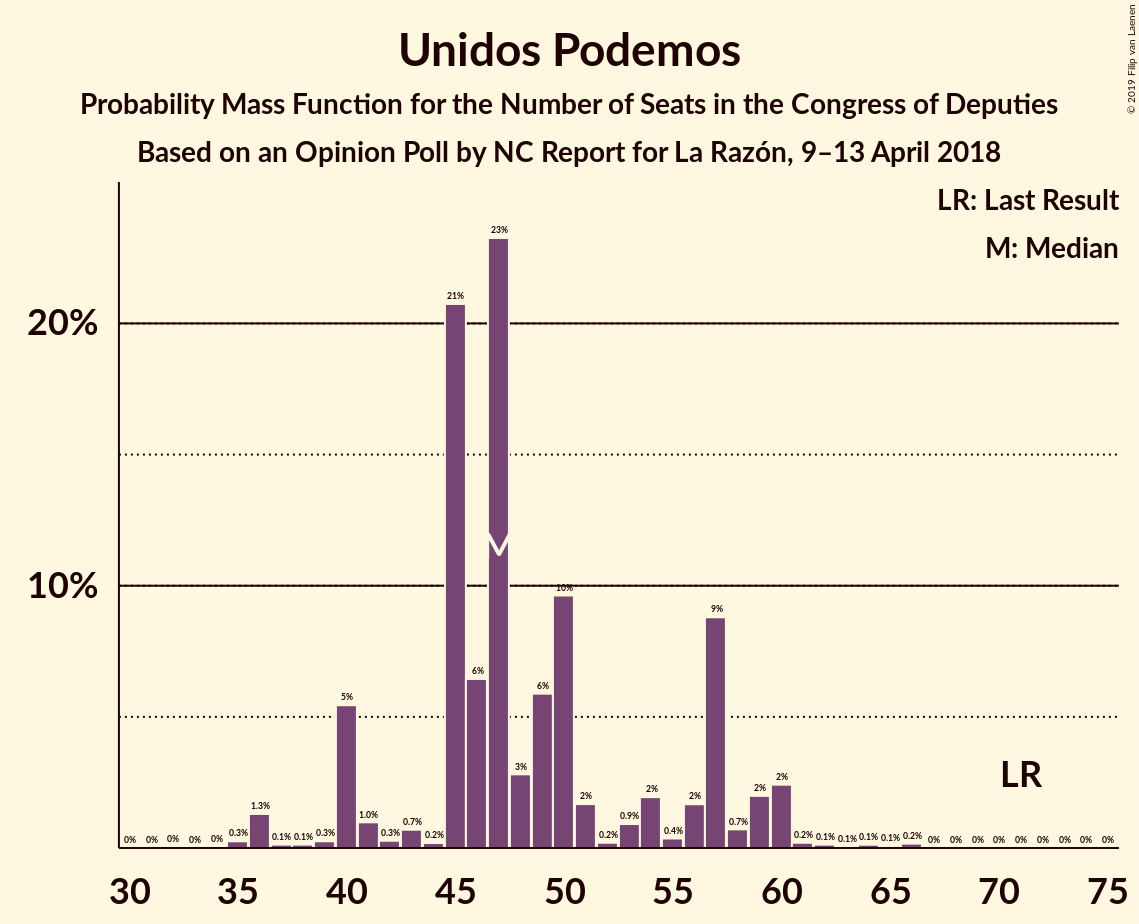 © 2019 Filip van Laenen
Unidos Podemos
Probability Mass Function for the Number of Seats in the Congress of Deputies
Based on an Opinion Poll by NC Report for La Razón, 9–13 April 2018
LR: Last Result
M: Median
20%
10%
0% 0% 0% 0% 0% 0.3% 1.3% 0.1% 0.1% 0.3% 5% 1.0% 0.3% 0.7% 0.2% 21% 6% 23% 3% 6% 10% 2% 0.2% 0.9% 2% 0.4% 2% 9% 0.7% 2% 2% 0.2% 0.1% 0.1% 0.1% 0.1% 0.2% 0% 0% 0% 0% 0% 0% 0% 0% 0%
LR
30 35 40 45 50 55 60 65 70 75